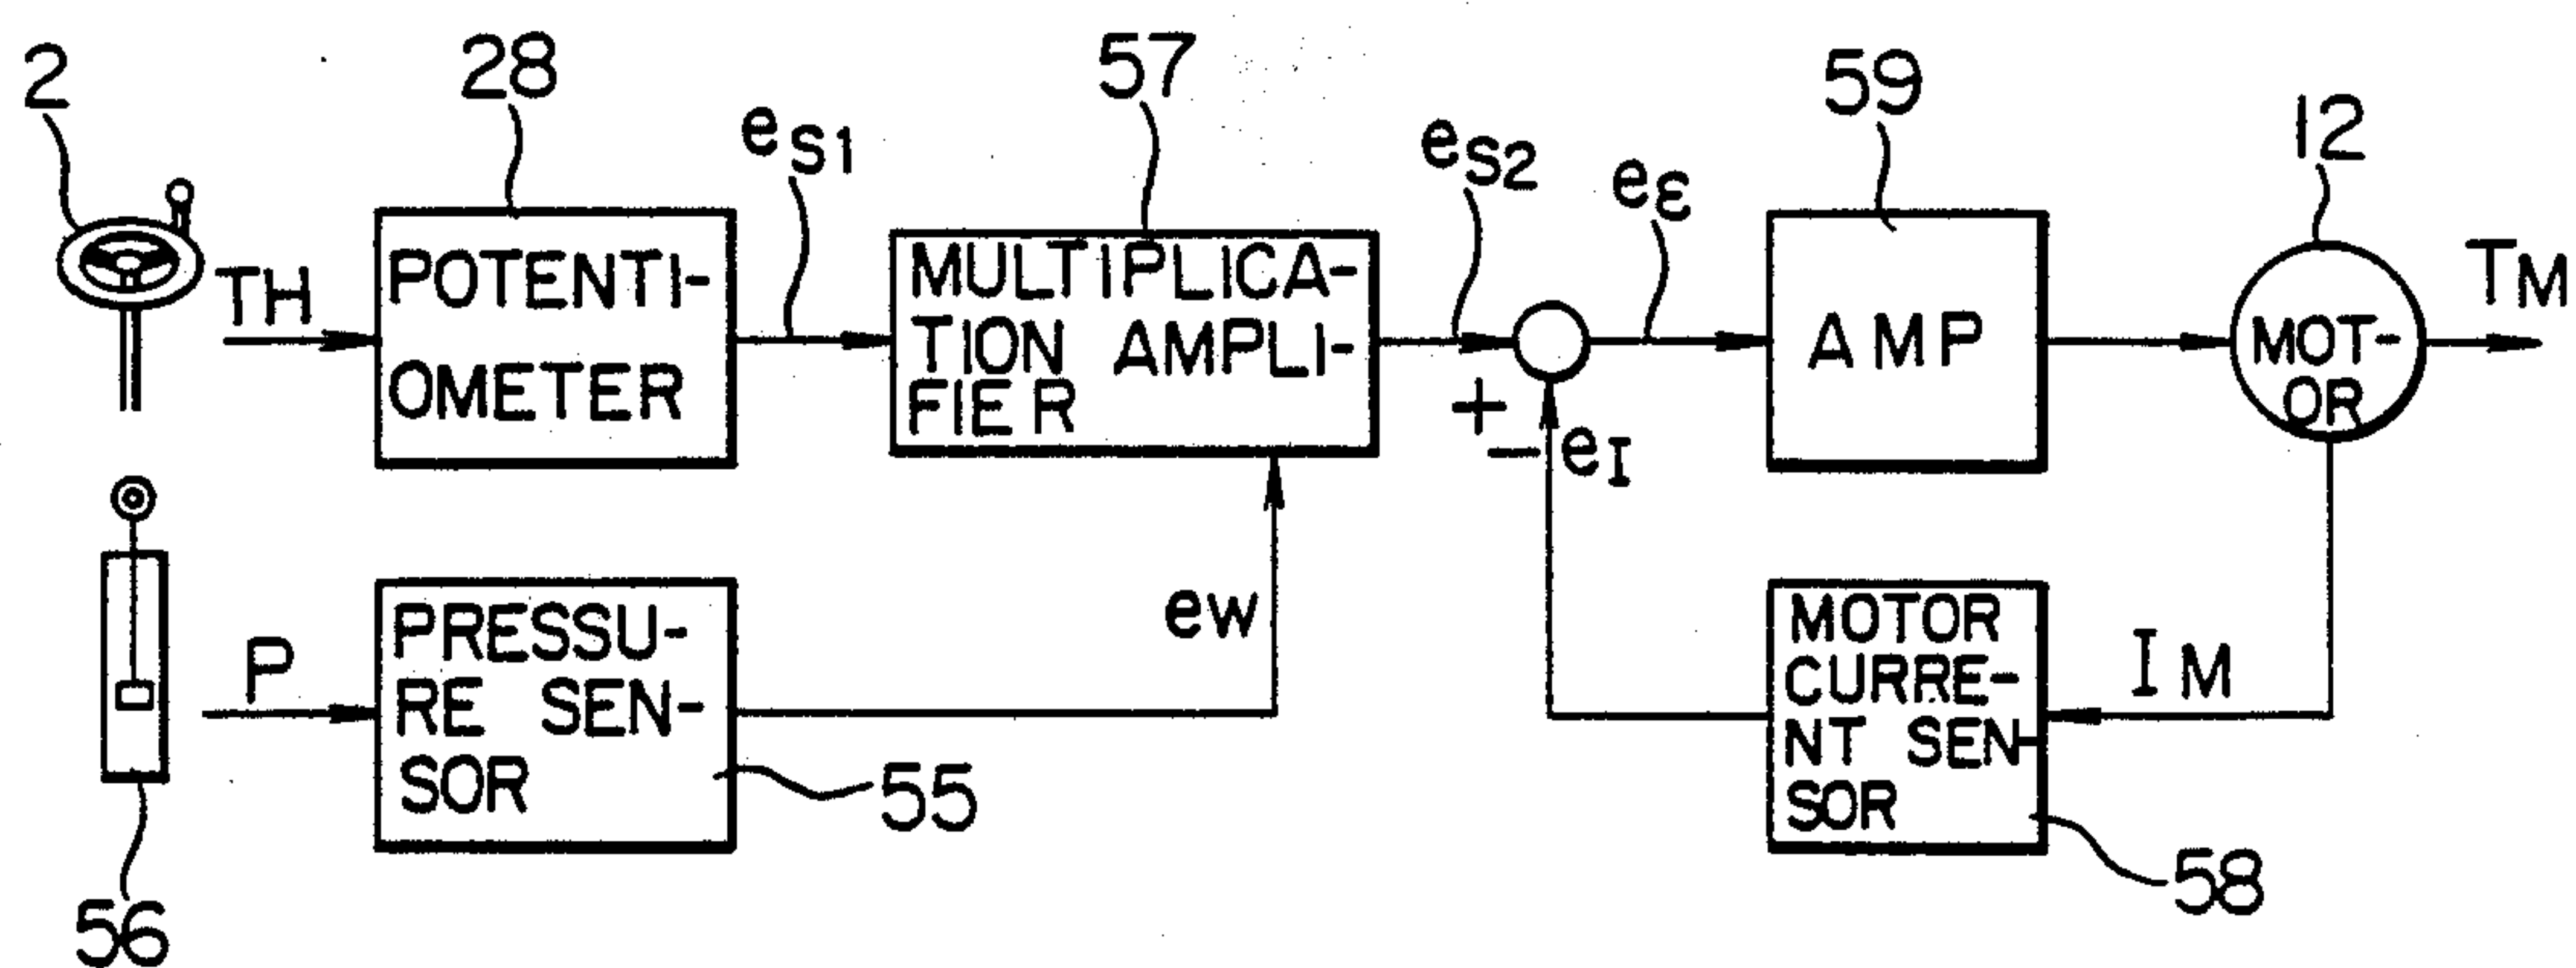 2
28
57
59
12
eS1
eS2
eε
TH
POTENTI-
OMETER
MULTIPLICA-
TION AMPLI-
FIER
AMP
MOT-
OR
TM
+
-
eI
P
PRESSU-
RE SEN-
SOR
eW
MOTOR
CURRE-
NT SEN-
SOR
IM
55
56
58